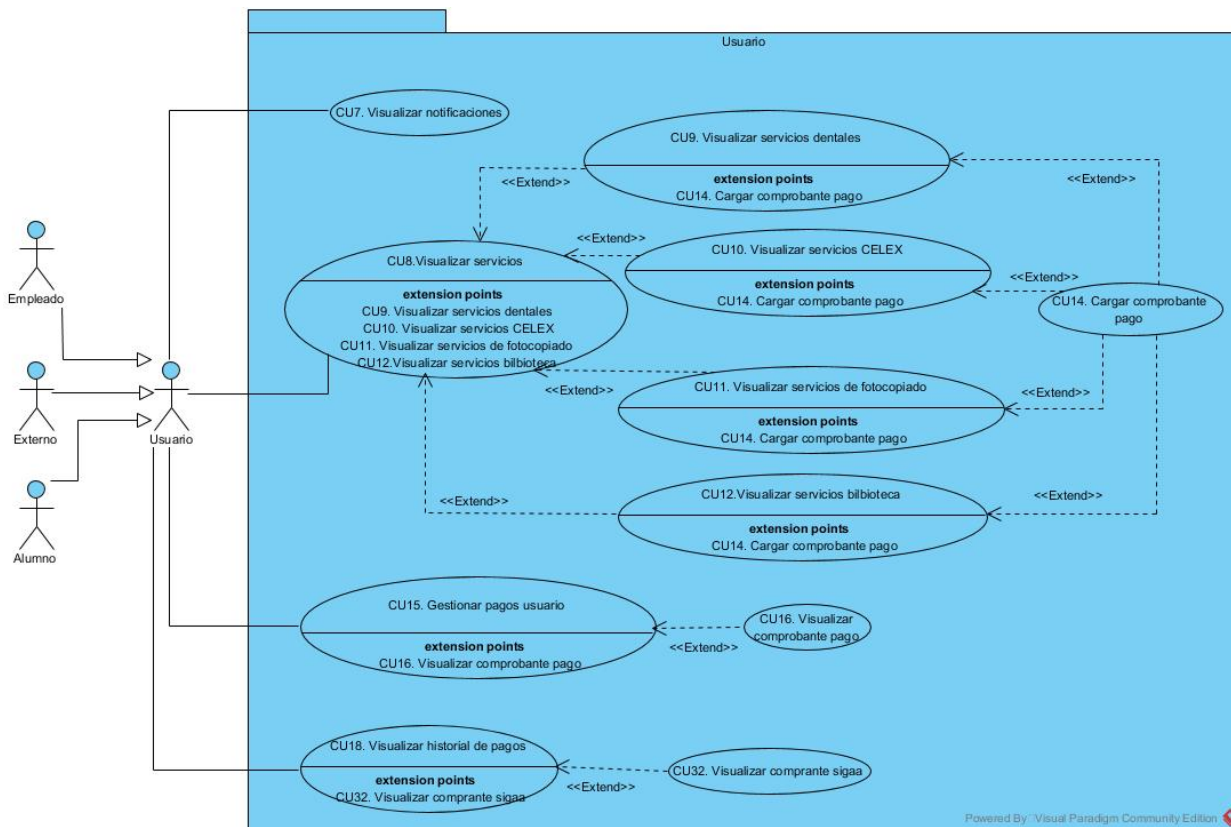 Usuario
CU7. Visualizar notificaciones
CU9. Visualizar servicios dentales
extension points
CU14. Cargar comprobante pago
<<Extend>>
<<Extend>>
Empleado
CU8.Visualizar servicios
extension points
CU9. Visualizar servicios dentales
CU10. Visualizar servicios CELEX
CU11. Visualizar servicios de fotocopiado
CU12.Visualizar servicios bilbioteca
<<Extend>>
CU10. Visualizar servicios CELEX
extension points
CU14. Cargar comprobante pago
<<Extend>>
CU14. Cargar comprobante
pago
Externo
Usuario
<<Extend>>
CU11. Visualizar servicios de fotocopiado
extension points
CU14. Cargar comprobante pago
<<Extend>>
Alumno
<<Extend>>
CU12.Visualizar servicios bilbioteca
extension points
CU14. Cargar comprobante pago
<<Extend>>
CU15. Gestionar pagos usuario
extension points
CU16. Visualizar comprobante pago
<<Extend>>
CU16. Visualizar
comprobante pago
CU18. Visualizar historial de pagos
extension points
CU32. Visualizar comprante sigaa
<<Extend>>
CU32. Visualizar comprante sigaa
Powered By Visual Paradigm Community Edition